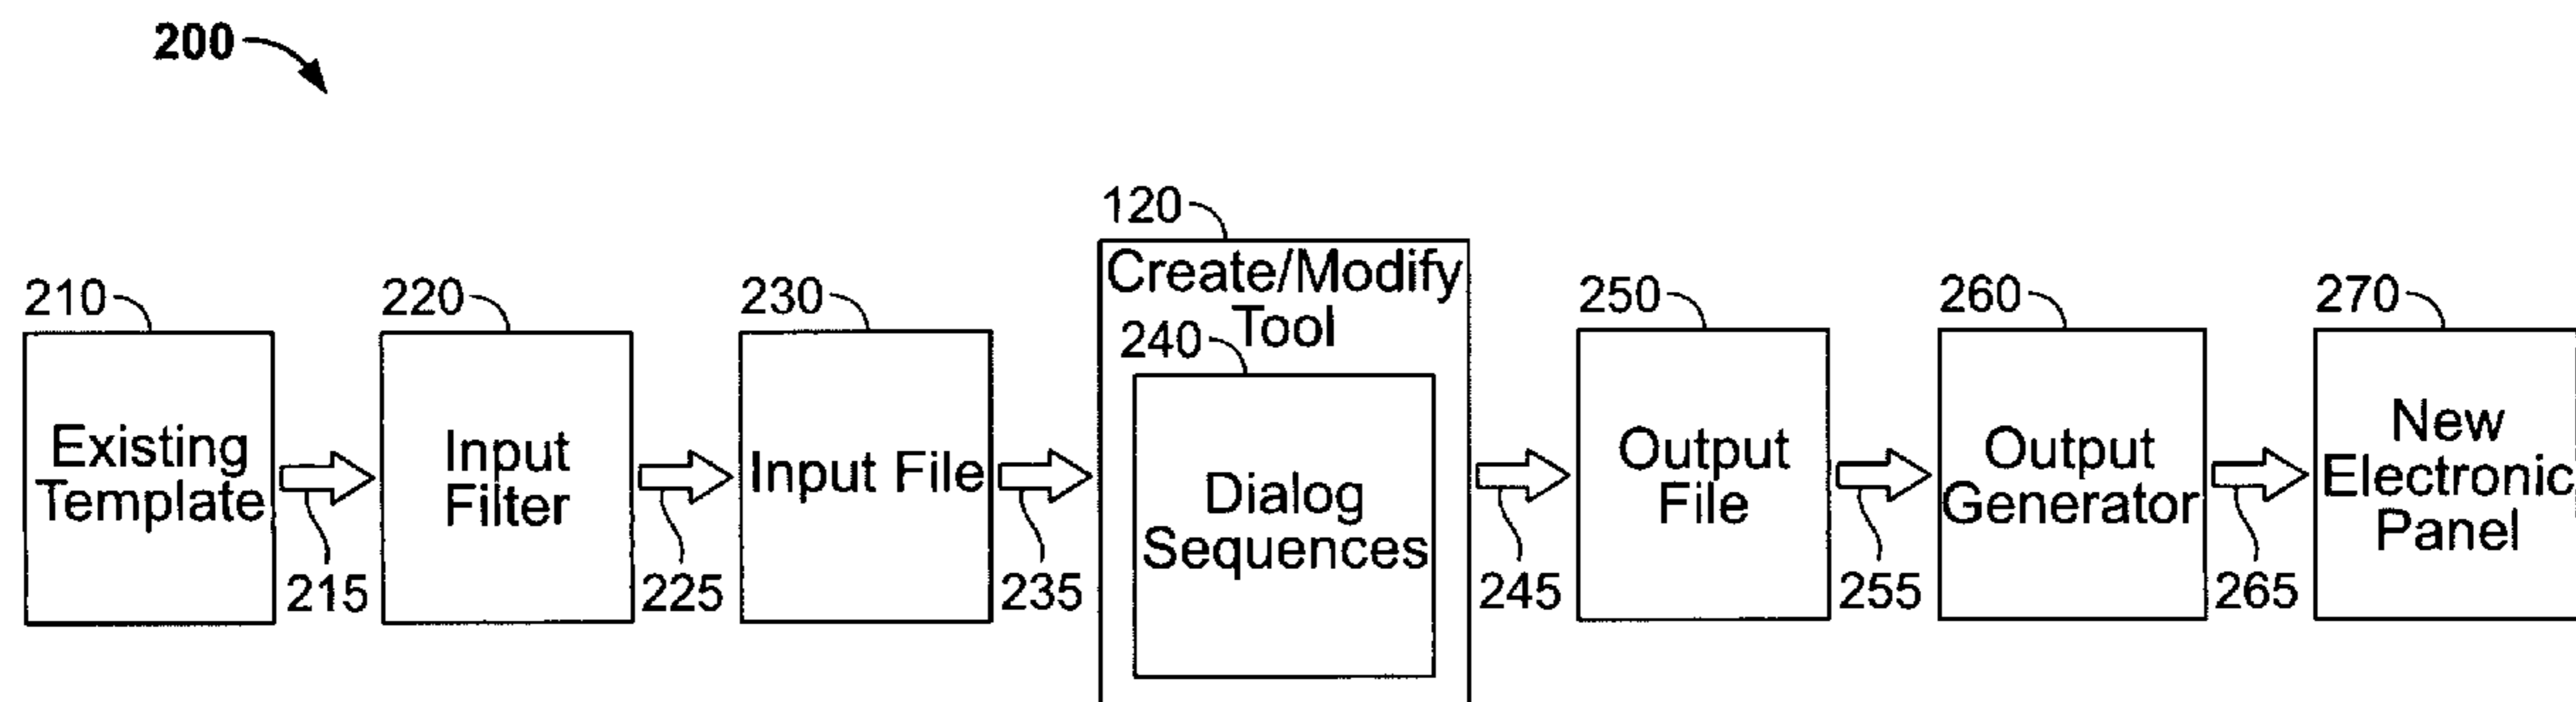 200
210
Existing
Template
215
220
Input
Filter
225
230
Input File
235
120
Create/Modify
Tool
240
Dialog
Sequences
245
250
Output
File
255
260
Output
Generator
265
270
New
Electronic
Panel